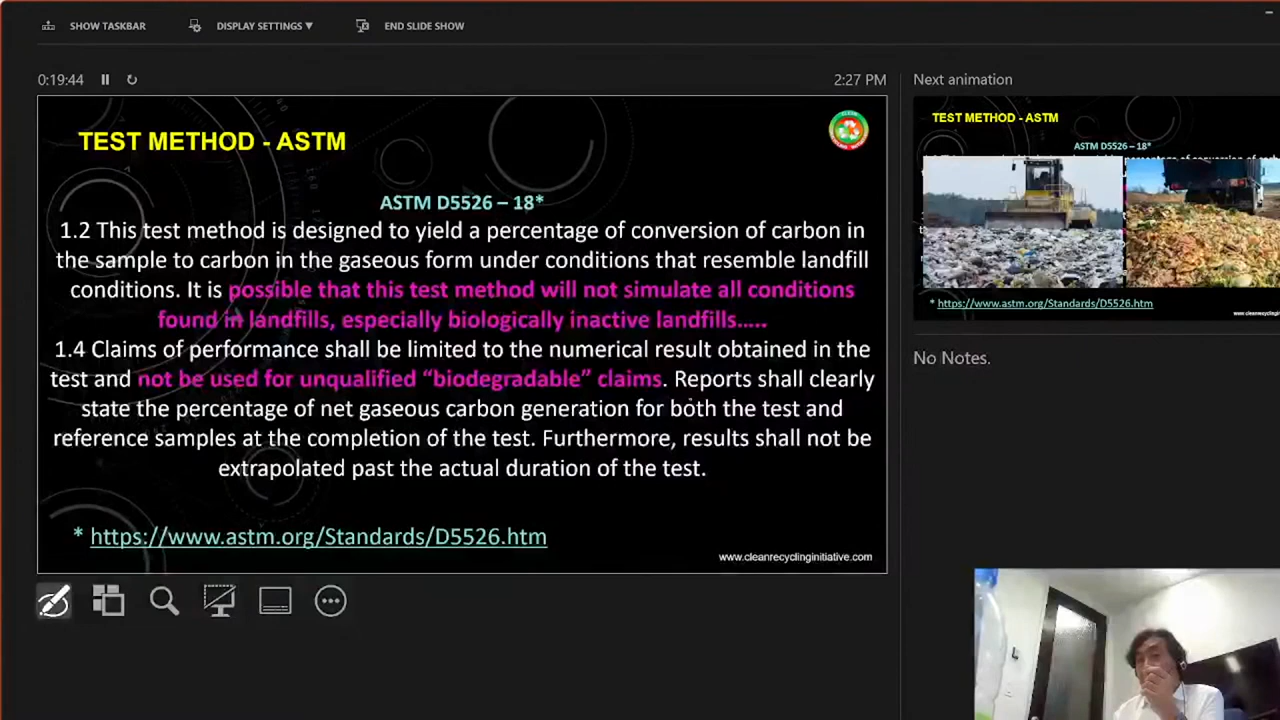 SHOW TASKBAR
DISPLAY SETTINGS ▼
END SLIDE SHOW
0:19:44
2:27 PM
TEST METHOD - ASTM
ASTM D5526 – 18*
1.2 This test method is designed to yield a percentage of conversion of carbon in
the sample to carbon in the gaseous form under conditions that resemble landfill
conditions. It is possible that this test method will not simulate all conditions
found in landfills, especially biologically inactive landfills…..
1.4 Claims of performance shall be limited to the numerical result obtained in the
test and not be used for unqualified “biodegradable” claims. Reports shall clearly
state the percentage of net gaseous carbon generation for both the test and
reference samples at the completion of the test. Furthermore, results shall not be
extrapolated past the actual duration of the test.
* https://www.astm.org/Standards/D5526.htm
www.cleanrecyclinginitiative.com
Next animation
TEST METHOD - ASTM
ASTM D5526 – 18*
* https://www.astm.org/Standards/D5526.htm
No Notes.